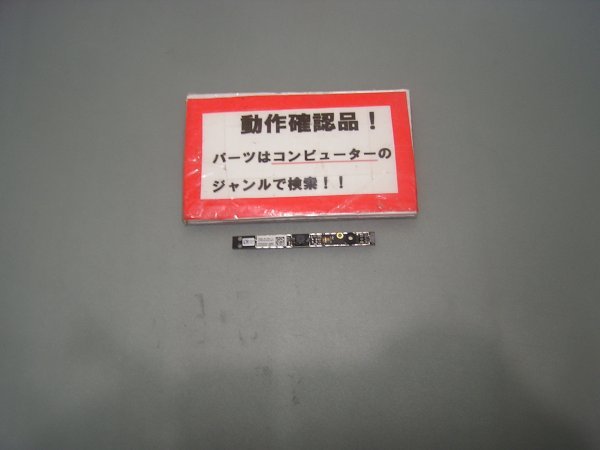 動作確認品！
パーツはコンピューターの
ジャンルで検索！！